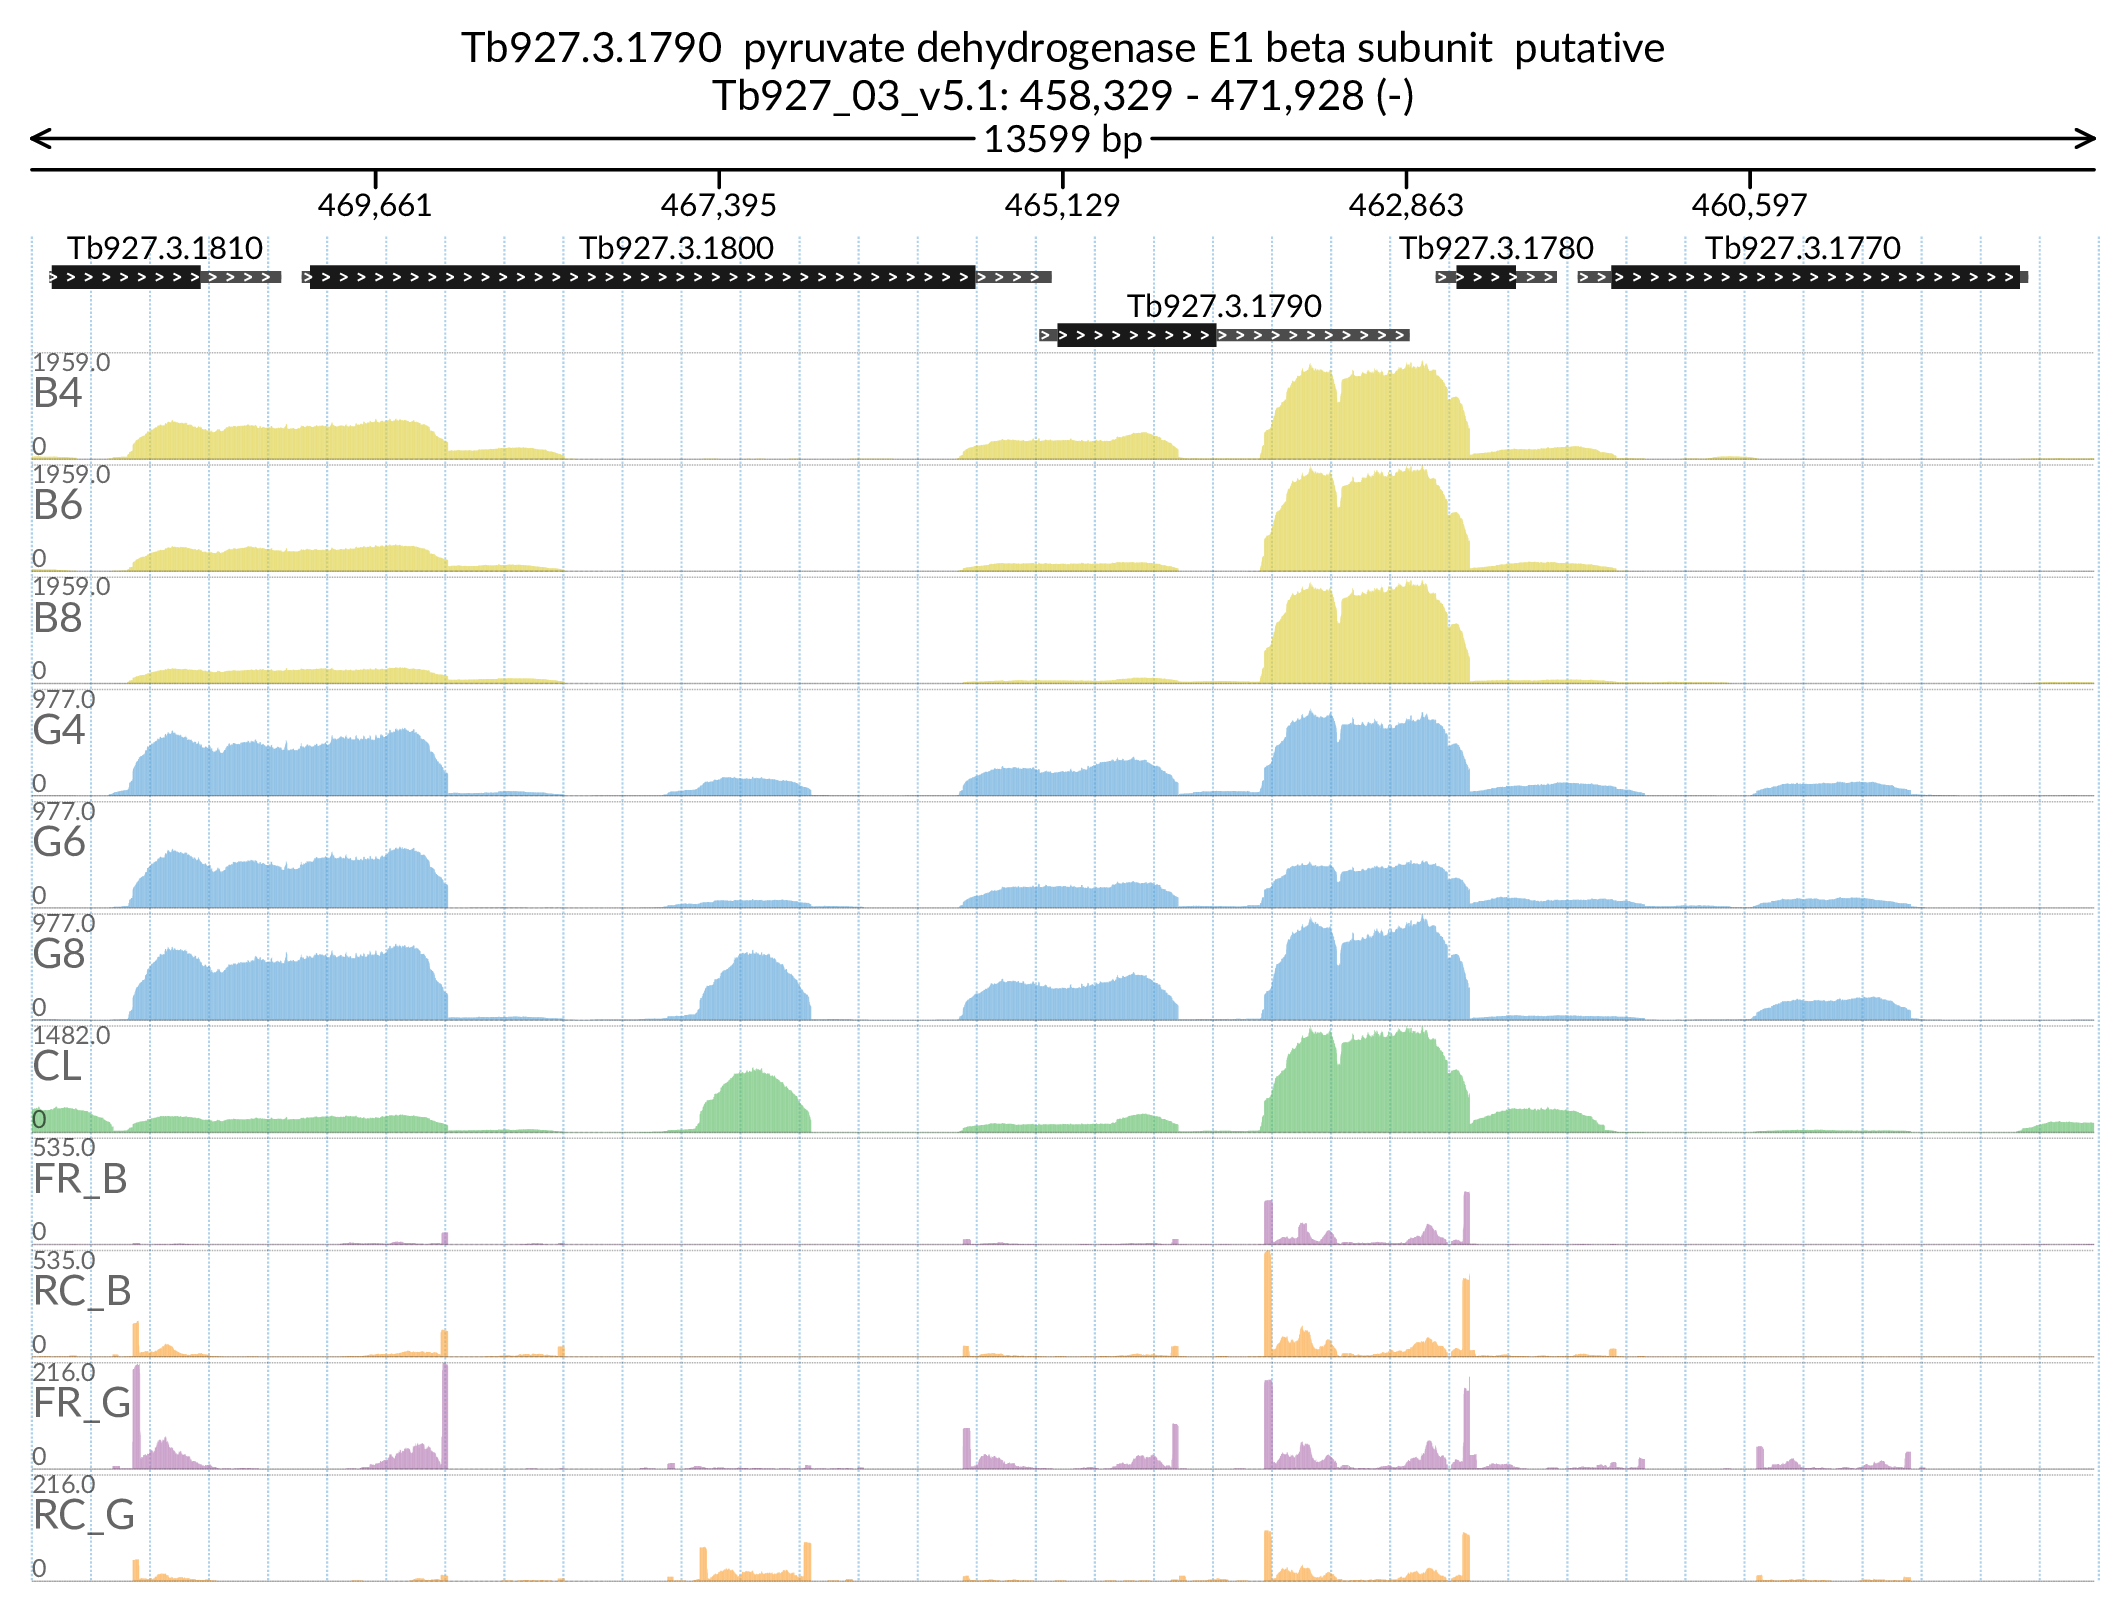 Tb927.3.1790 pyruvate dehydrogenase E1 beta subunit putative
Tb927_03_v5.1: 458,329 - 471,928 (-)
13599 bp
469,661 467,395 465,129 462,863 460,597
Tb927.3.1810 Tb927.3.1800 Tb927.3.1780 Tb927.3.1770
Tb927.3.1790
1959.0
B4
0
1959.0
B6
0
1959.0
B8
0
977.0
G4
0
977.0
G6
0
977.0
G8
0
1482.0
CL
0
535.0
FR_B
0
535.0
RC_B
0
216.0
FR_G
0
216.0
RC_G
0